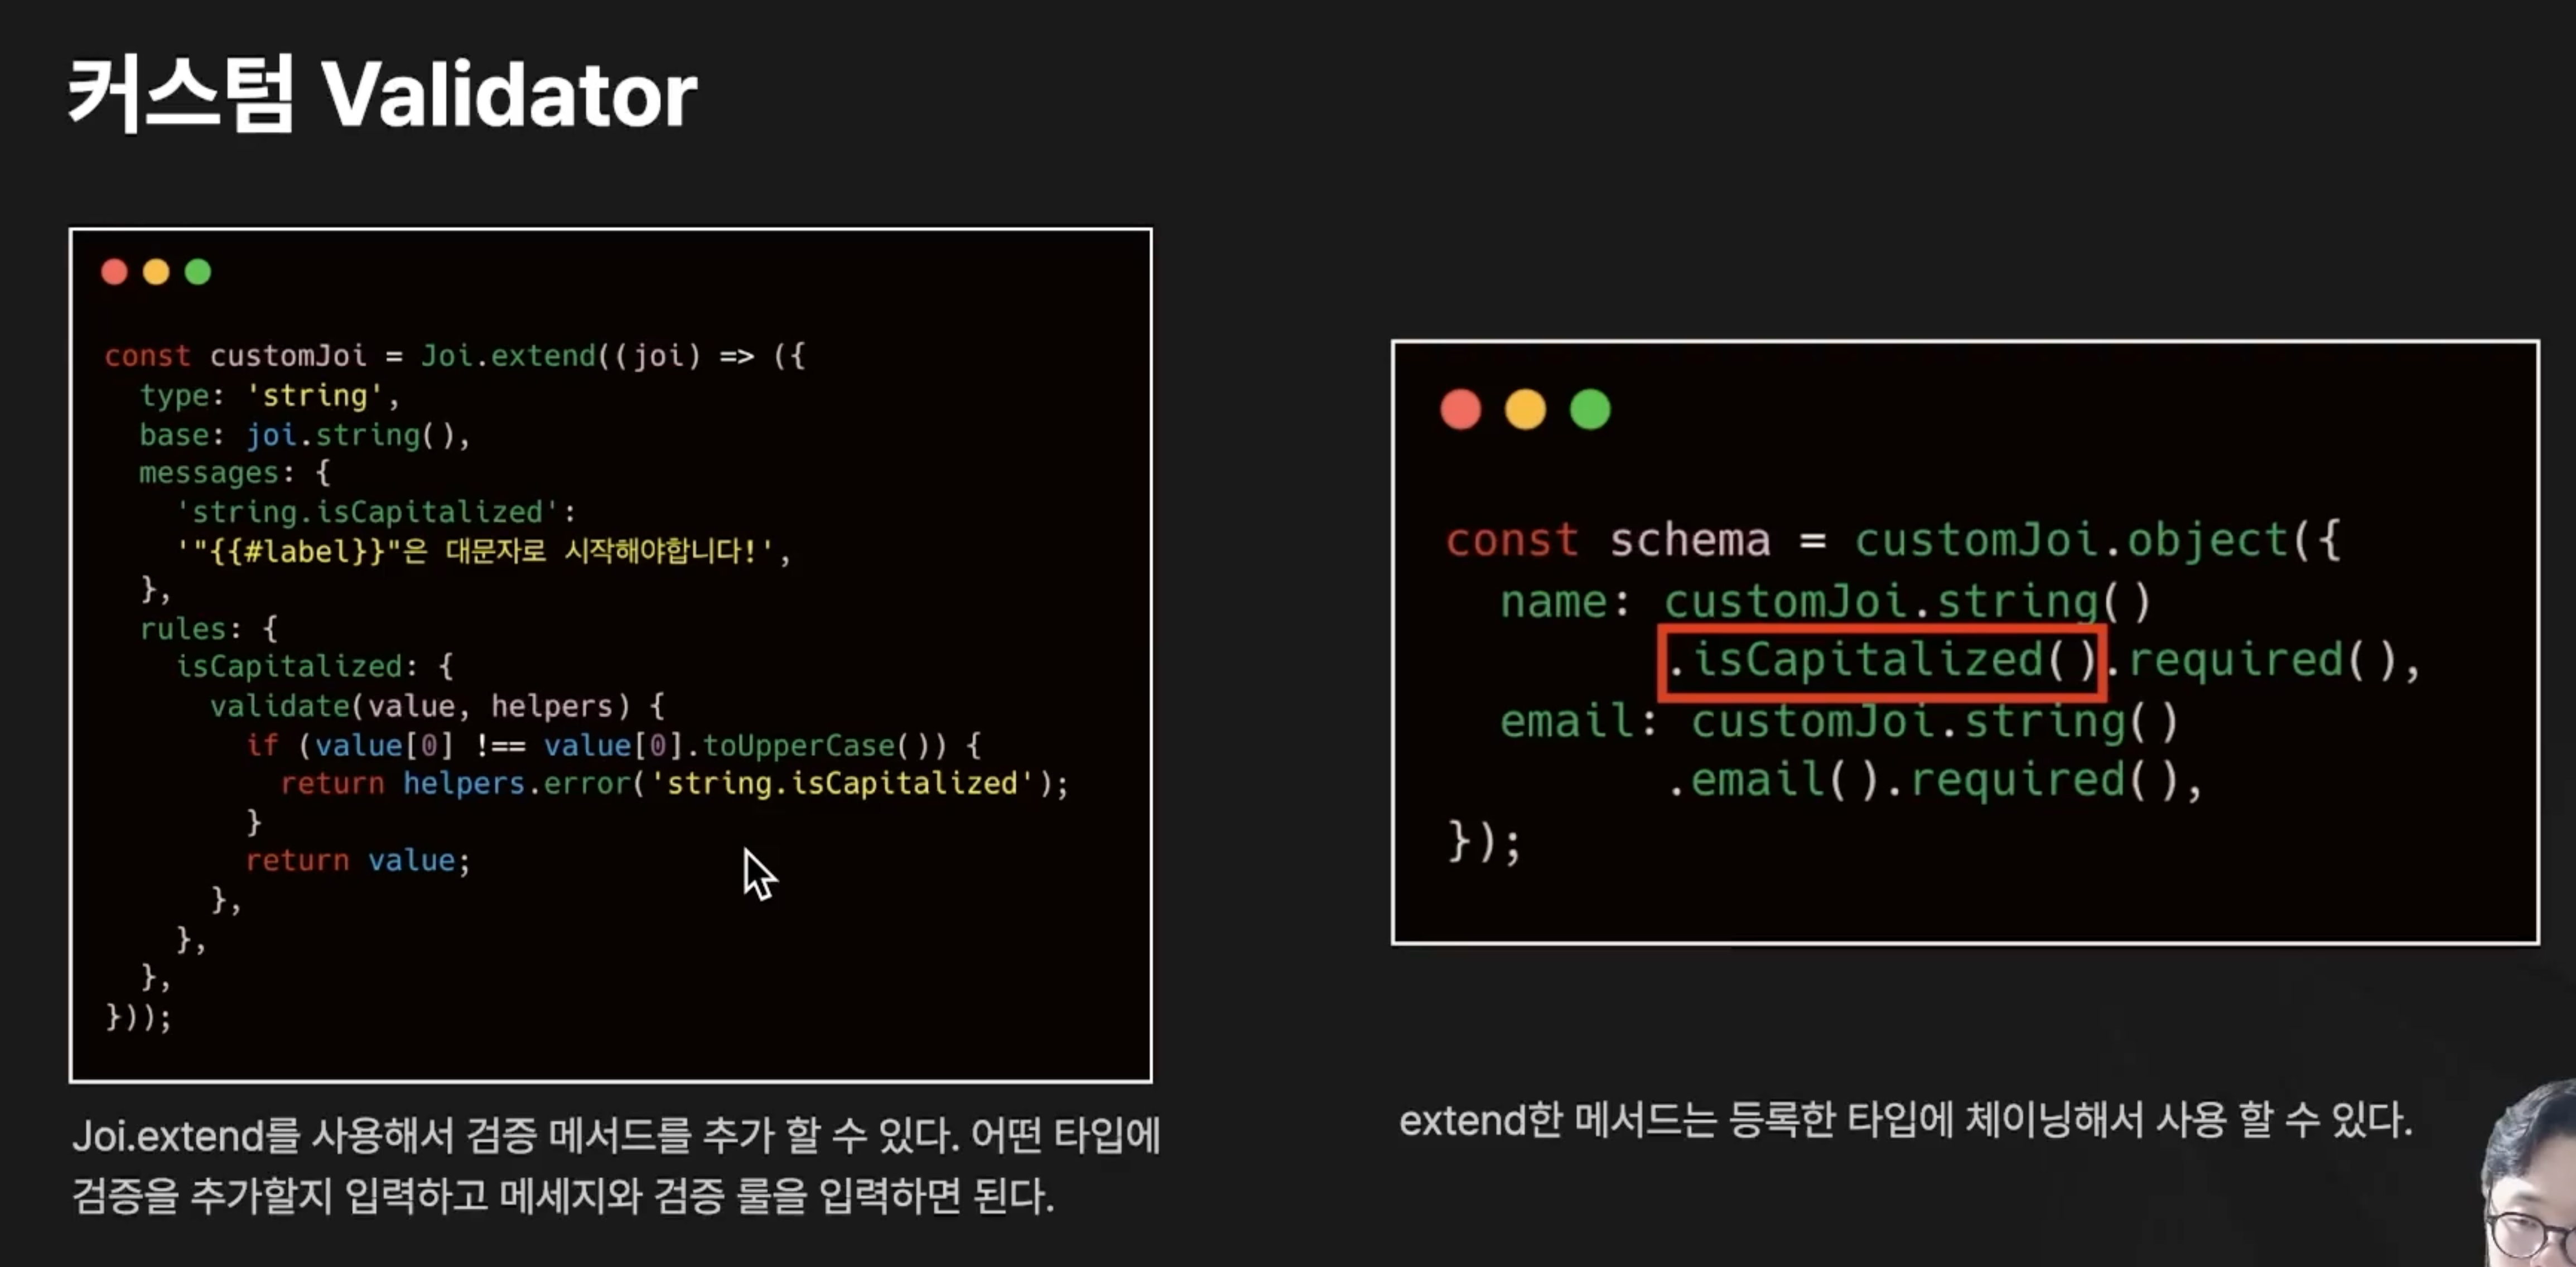 커스텀 Validator
const customJoi = Joi.extend((joi) => ({
  type: 'string',
  base: joi.string(),
  messages: {
    'string.isCapitalized':
    '"{{#label}}"은 대문자로 시작해야합니다!',
  },
  rules: {
    isCapitalized: {
      validate(value, helpers) {
        if (value[0] !== value[0].toUpperCase()) {
          return helpers.error('string.isCapitalized');
        }
        return value;
      },
    },
  },
}));
Joi.extend를 사용해서 검증 메서드를 추가 할 수 있다. 어떤 타입에
검증을 추가할지 입력하고 메세지와 검증 룰을 입력하면 된다.
const schema = customJoi.object({
  name: customJoi.string()
        .isCapitalized().required(),
  email: customJoi.string()
        .email().required(),
});
extend한 메서드는 등록한 타입에 체이닝해서 사용 할 수 있다.